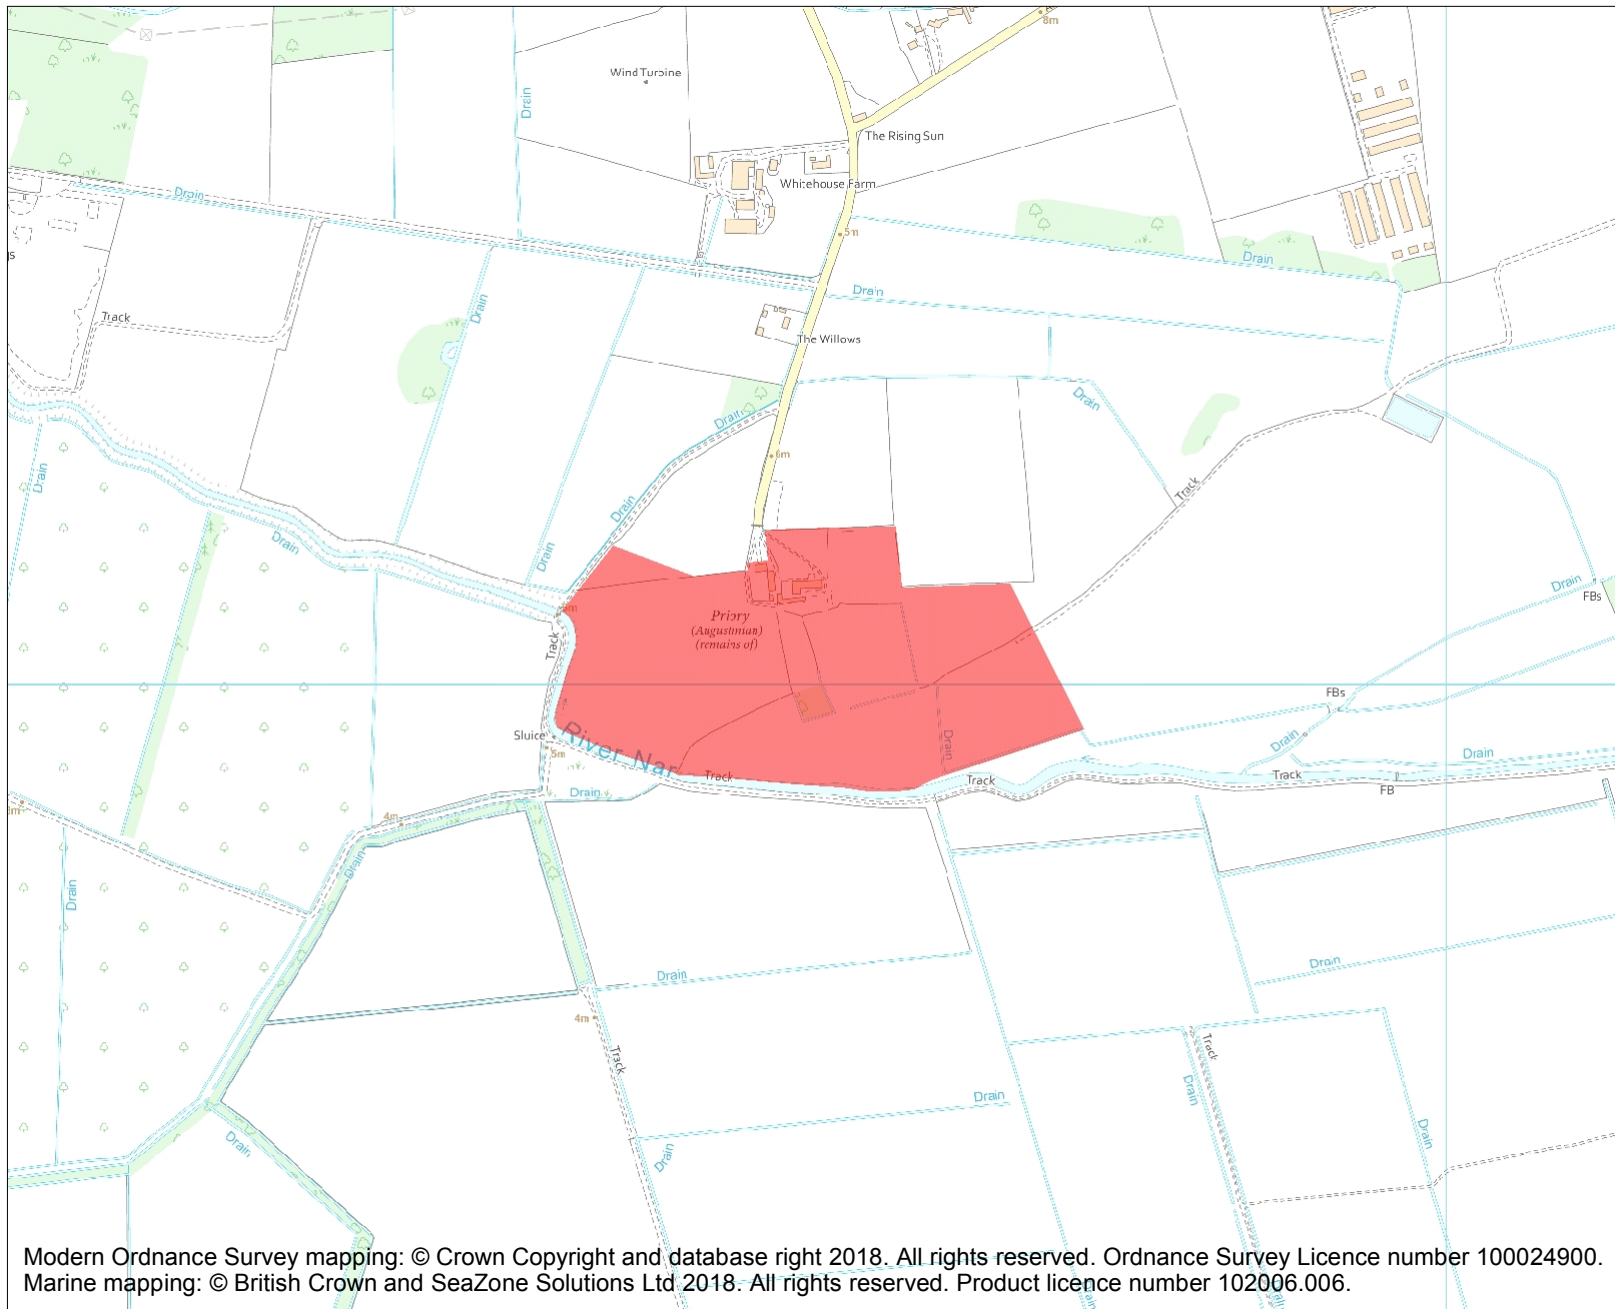 8m
Wind Turbine
Drain
The Rising Sun
Whitehouse Farm
Drain
5m
Drain
Drain
Drain
Track
The Willows
Drain
Drain
6m
Drain
Track
Drain
Drain
Drain
Drain
FBs
Priory
(Augustinian)
(remains of)
Track
FBs
Sluice
River Nar
5m
Drain
Drain
Drain
Track
Track
Track
FB
Drain
4m
Drain
Drain
Drain
Drain
4m
Track
Track
Drain
Drain
Drain
Drain
Drain
Modern Ordnance Survey mapping: © Crown Copyright and database right 2018. All rights reserved. Ordnance Survey Licence number 100024900.
Marine mapping: © British Crown and SeaZone Solutions Ltd 2018. All rights reserved. Product licence number 102006.006.